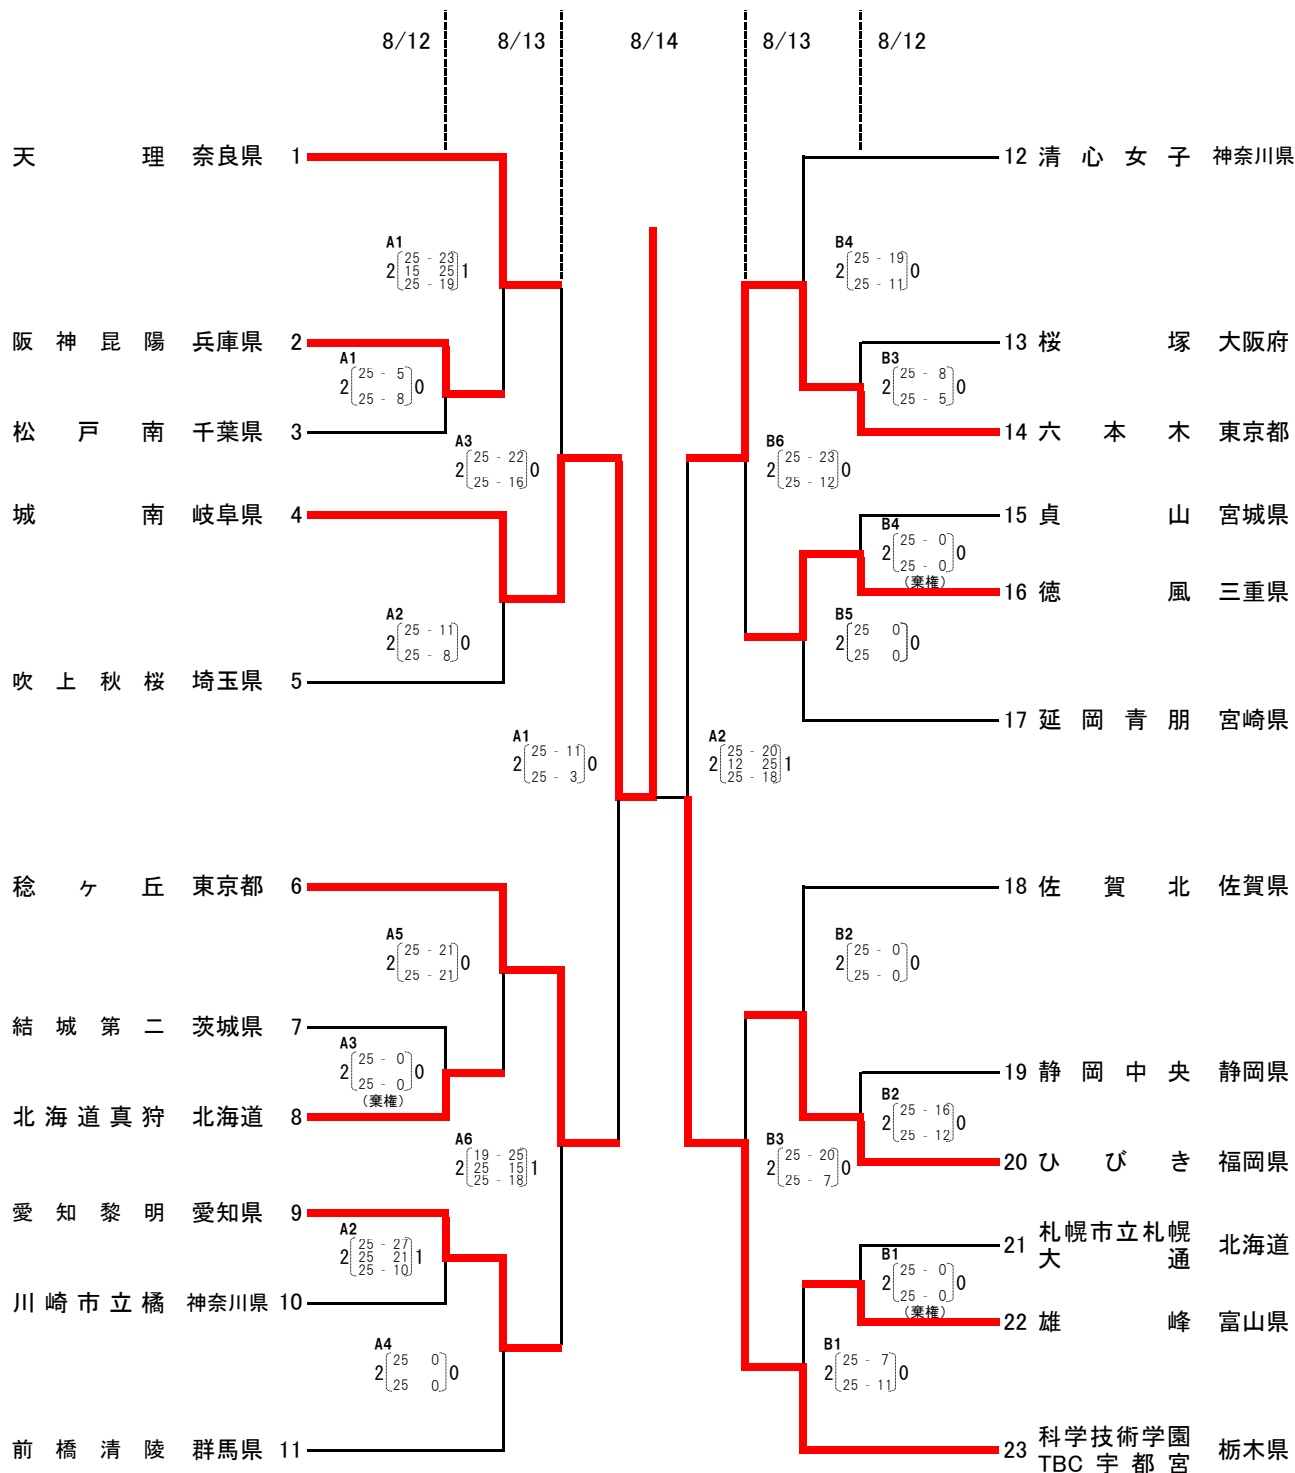 8/12 8/13 8/14 8/13 8/12
天理 奈良県 1
12 清心女子 神奈川県
A1
2 25 - 23 1
15 25
25 - 19
B4
2 25 - 19 0
25 - 11
阪神昆陽 兵庫県 2
13 桜塚 大阪府
A1
2 25 - 5 0
25 - 8
B3
2 25 - 8 0
25 - 5
松戸南 千葉県 3
14 六本木 東京都
A3
2 25 - 22 0
25 - 16
B6
2 25 - 23 0
25 - 12
城南 岐阜県 4
15 貞山 宮城県
B4
2 25 - 0 0
25 - 0
(棄権)
16 徳風 三重県
A2
2 25 - 11 0
25 - 8
B5
2 25 0 0
25 0
吹上秋桜 埼玉県 5
17 延岡青朋 宮崎県
A1
2 25 - 11 0
25 - 3
A2
2 25 - 20 1
12 25
25 - 18
稔ヶ丘 東京都 6
18 佐賀北 佐賀県
A5
2 25 - 21 0
25 - 21
B2
2 25 - 0 0
25 - 0
結城第二 茨城県 7
A3
2 25 - 0 0
25 - 0
(棄権)
19 静岡中央 静岡県
B2
2 25 - 16 0
25 - 12
北海道真狩 北海道 8
20 ひびき 福岡県
A6
2 19 - 25 1
25 15
25 - 18
B3
2 25 - 20 0
25 - 7
愛知黎明 愛知県 9
21 札幌市立札幌
大通 北海道
A2
2 25 - 27 1
25 21
25 - 10
B1
2 25 - 0 0
25 - 0
(棄権)
川崎市立橘 神奈川県 10
22 雄峰 富山県
A4
2 25 0 0
25 0
B1
2 25 - 7 0
25 - 11
前橋清陵 群馬県 11
23 科学技術学園
TBC宇都宮 栃木県